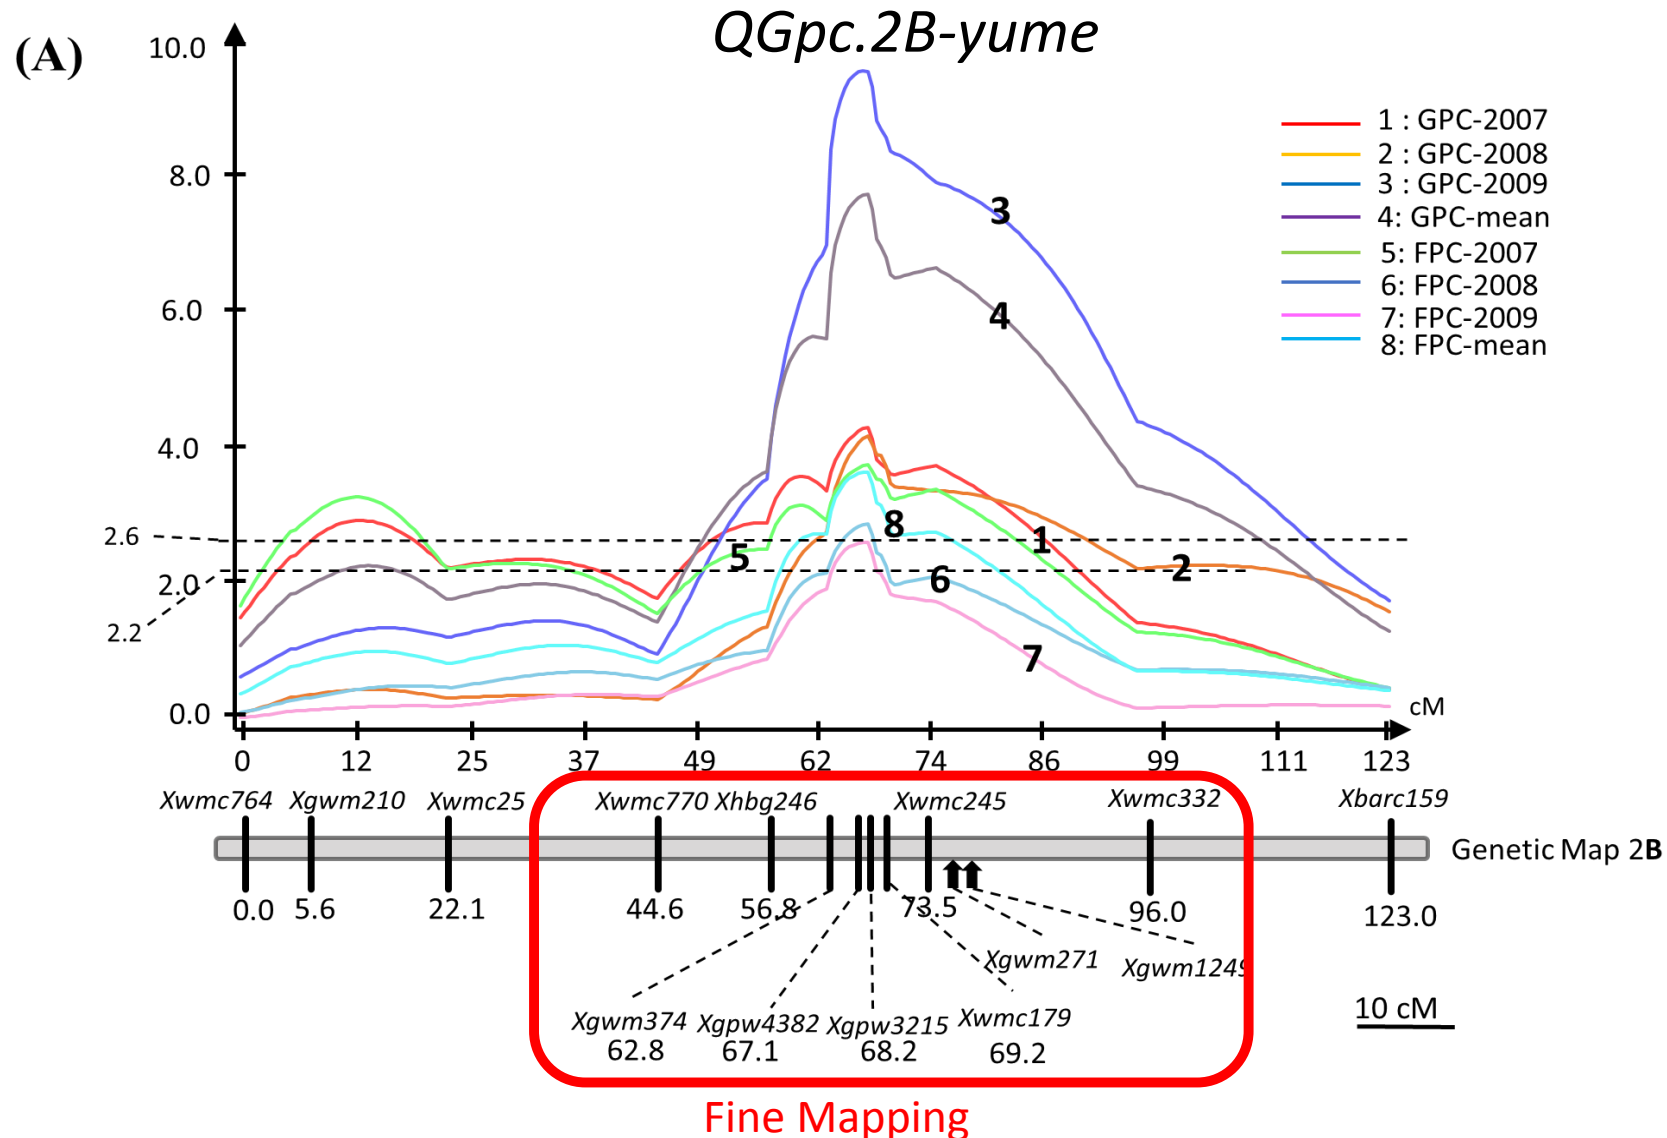 (A)
QGpc.2B-yume
10.0
8.0
6.0
4.0
2.6
2.0
2.2
0.0
1 : GPC-2007
2 : GPC-2008
3 : GPC-2009
4: GPC-mean
5: FPC-2007
6: FPC-2008
7: FPC-2009
8: FPC-mean
3
4
8
5
1
2
6
7
cM
0 12 25 37 49 62 74 86 99 111 123
Xwmc764 Xgwm210 Xwmc25 Xwmc770 Xhbg246 Xwmc245 Xwmc332 Xbarc159
Genetic Map 2B
0.0 5.6 22.1 44.6 56.8 73.5 96.0 123.0
Xgwm271 Xgwm1249
Xgwm374 Xgpw4382 Xgpw3215 Xwmc179
62.8 67.1 68.2 69.2
10 cM
Fine Mapping